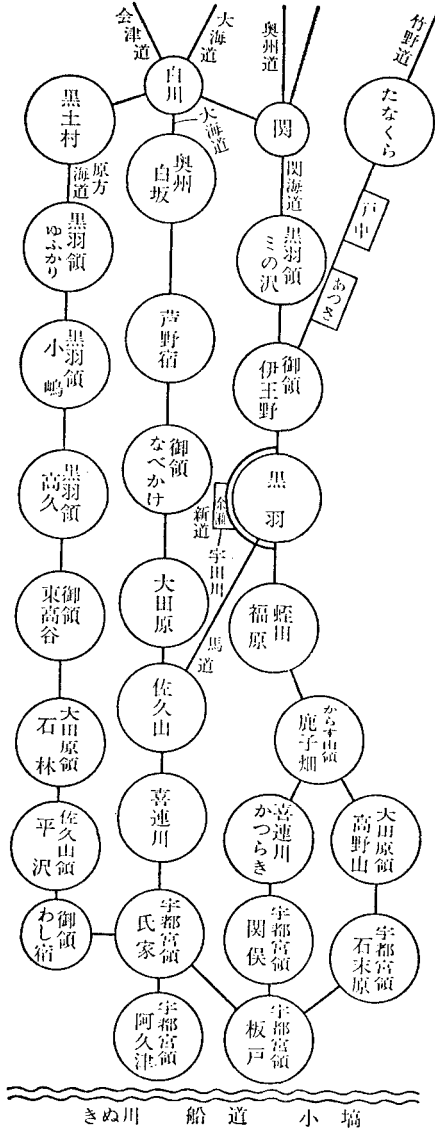 会津道
大海道
奥州道
竹野道
白川
関
たなくら
黒土村
大海道
奥州
白坂
原方
海道
関海道
戸中
黒羽領
ゆふかり
黒羽領
ミの沢
あつさ
黒羽領
小嶋
芦野宿
御領
伊王野
黒羽領
高久
御領
なべかけ
黒羽
余瀬
新道
宇田川
御領
東高谷
大田原
蛭田
福原
馬道
大田原領
石林
佐久山
からす山領
鹿子畑
佐久山領
平沢
喜連川
喜連川
かつらき
大田原領
高野山
御領
わし宿
宇都宮領
氏家
宇都宮領
関俣
宇都宮領
石末原
宇都宮領
阿久津
宇都宮領
板戸
きぬ川 船道 小塙